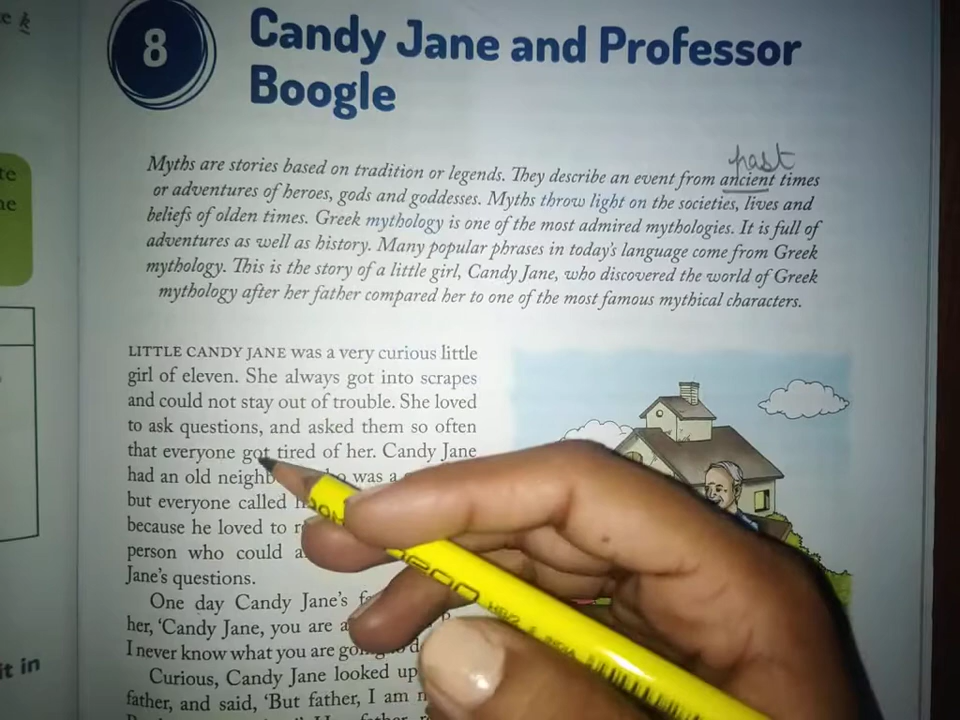 8
Candy Jane and Professor
Boogle
past
Myths are stories based on tradition or legends. They describe an event from ancient times
or adventures of heroes, gods and goddesses. Myths throw light on the societies, lives and
beliefs of olden times. Greek mythology is one of the most admired mythologies. It is full of
adventures as well as history. Many popular phrases in today's language come from Greek
mythology. This is the story of a little girl, Candy Jane, who discovered the world of Greek
mythology after her father compared her to one of the most famous mythical characters.
LITTLE CANDY JANE was a very curious little
girl of eleven. She always got into scrapes
and could not stay out of trouble. She loved
to ask questions, and asked them so often
that everyone got tired of her. Candy Jane
had an old was a
but everyone called
because he loved to
person who could
Jane's questions.
One day Candy Jane's
her, 'Candy Jane, you are
I never know what you are
Curious, Candy Jane looked up
father, and said, 'But father, I am
it in
HB/2 INDIA